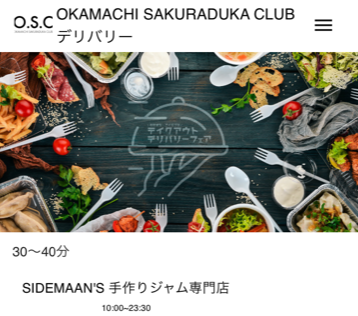 O.S.C
OKAMACHI SAKURADUKA CLUB
デリバリー
テイクアウト
デリバリーフェア
30〜40分
SIDEMAAN'S 手作りジャム専門店
10:00–23:30